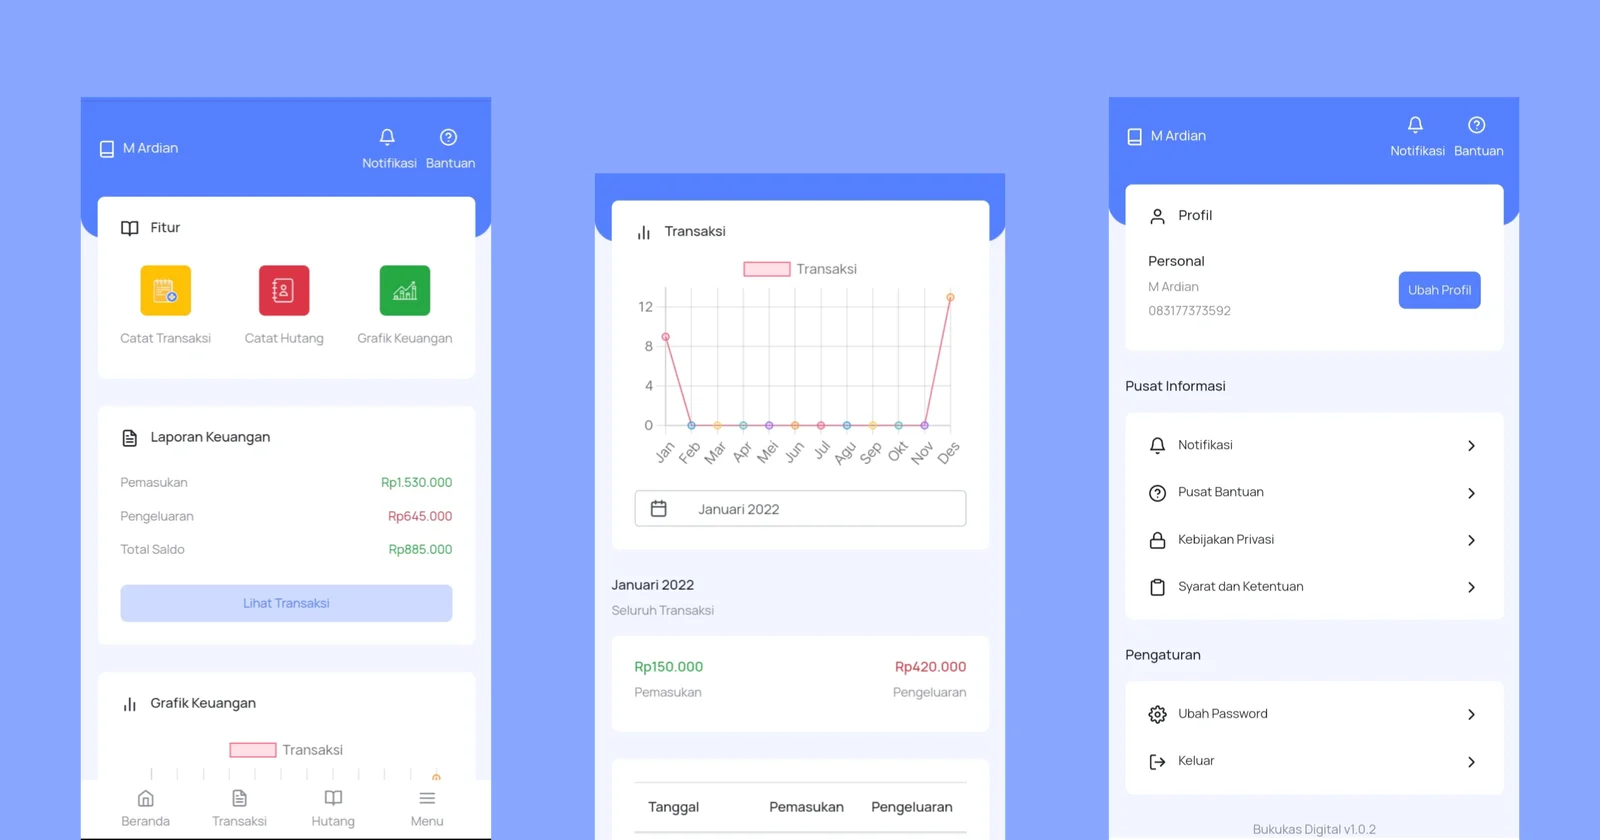 M Ardian
Notifikasi Bantuan
Fitur
Catat Transaksi Catat Hutang Grafik Keuangan
Laporan Keuangan
Pemasukan Rp1.530.000
Pengeluaran Rp645.000
Total Saldo Rp885.000
Lihat Transaksi
Grafik Keuangan
Transaksi
Beranda Transaksi Hutang Menu
Transaksi
Transaksi
12
8
4
0
Jan Feb Mar Apr Mei Jun Jul Agu Sep Okt Nov Des
Januari 2022
Januari 2022
Seluruh Transaksi
Rp150.000 Rp420.000
Pemasukan Pengeluaran
Tanggal Pemasukan Pengeluaran
M Ardian
Notifikasi Bantuan
Profil
Personal
M Ardian
083177373592
Ubah Profil
Pusat Informasi
Notifikasi
Pusat Bantuan
Kebijakan Privasi
Syarat dan Ketentuan
Pengaturan
Ubah Password
Keluar
Bukukas Digital v1.0.2